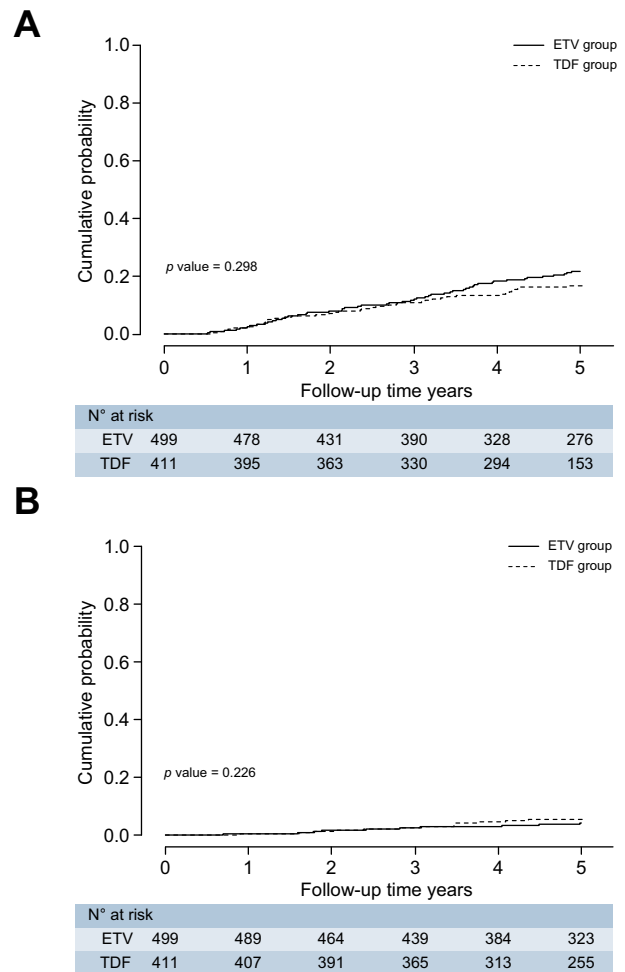 A
1.0
0.8
0.6
0.4
0.2
0.0
Cumulative probability
ETV group
TDF group
p value = 0.298
0 1 2 3 4 5
Follow-up time years
N° at risk
ETV 499 478 431 390 328 276
TDF 411 395 363 330 294 153
B
1.0
0.8
0.6
0.4
0.2
0.0
Cumulative probability
ETV group
TDF group
p value = 0.226
0 1 2 3 4 5
Follow-up time years
N° at risk
ETV 499 489 464 439 384 323
TDF 411 407 391 365 313 255